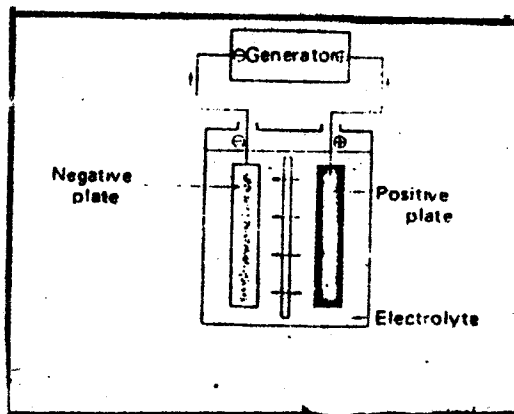 ⊖Generator+
⊖ ⊕
Negative
plate
Positive
plate
Electrolyte